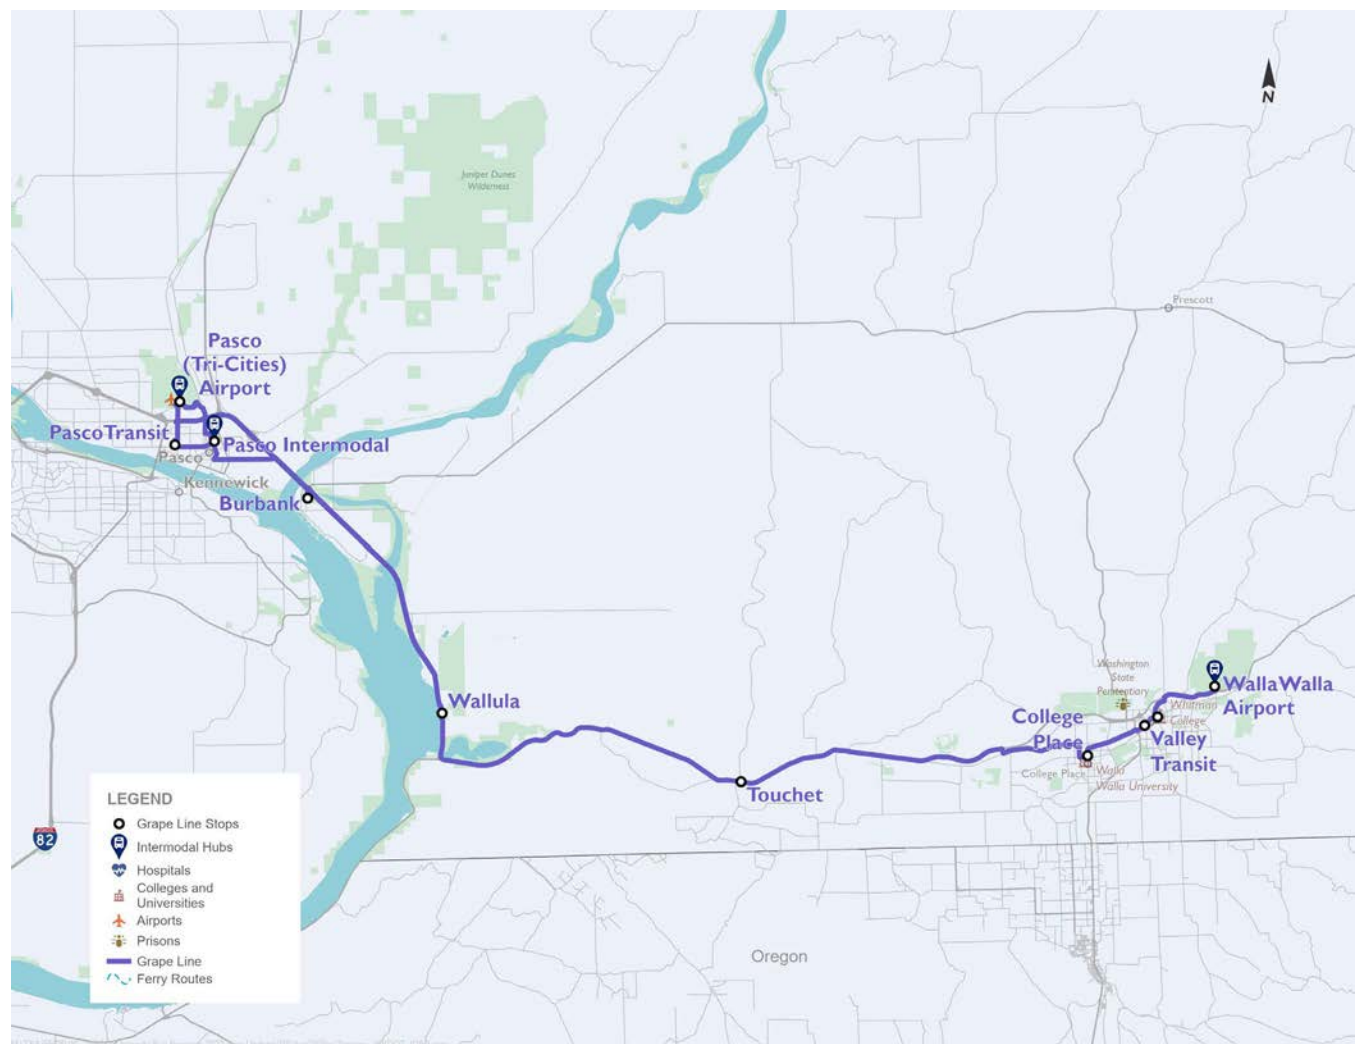 N
Juniper Dunes
Wilderness
Prescott
Pasco
(Tri-Cities)
Airport
Pasco Transit
Pasco Intermodal
Pasco
Kennewick
Burbank
Washington
State
Penitentiary
Walla Walla
Airport
Whitman
College
Wallula
College
Place
Valley
Transit
College Place
Walla
Walla University
Touchet
LEGEND
Grape Line Stops
Intermodal Hubs
Hospitals
Colleges and
Universities
Airports
Prisons
Grape Line
Ferry Routes
82
Oregon